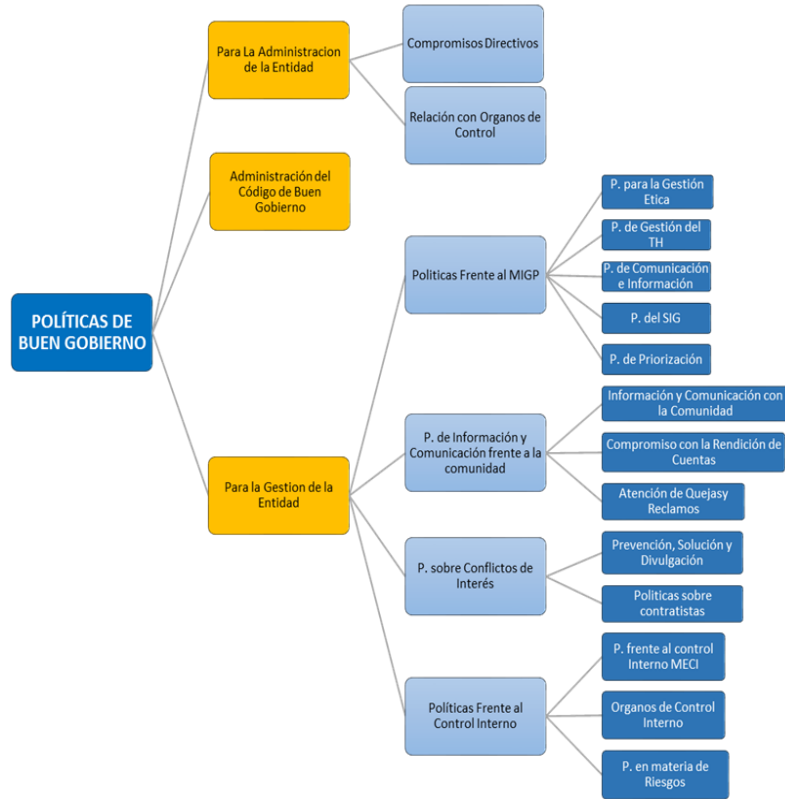 POLÍTICAS DE
BUEN GOBIERNO
Para La Administracion
de la Entidad
Compromisos Directivos
Relación con Organos de
Control
Administración del
Código de Buen
Gobierno
Para la Gestion de la
Entidad
Politicas Frente al MIGP
P. para la Gestión
Etica
P. de Gestión del
TH
P. de Comunicación
e Información
P. del SIG
P. de Priorización
P. de Información y
Comunicación frente a la
comunidad
Información y Comunicación con
la Comunidad
Compromiso con la Rendición de
Cuentas
Atención de Quejasy
Reclamos
P. sobre Conflictos de
Interés
Prevención, Solución y
Divulgación
Politicas sobre
contratistas
Políticas Frente al
Control Interno
P. frente al control
Interno MECI
Organos de Control
Interno
P. en materia de
Riesgos